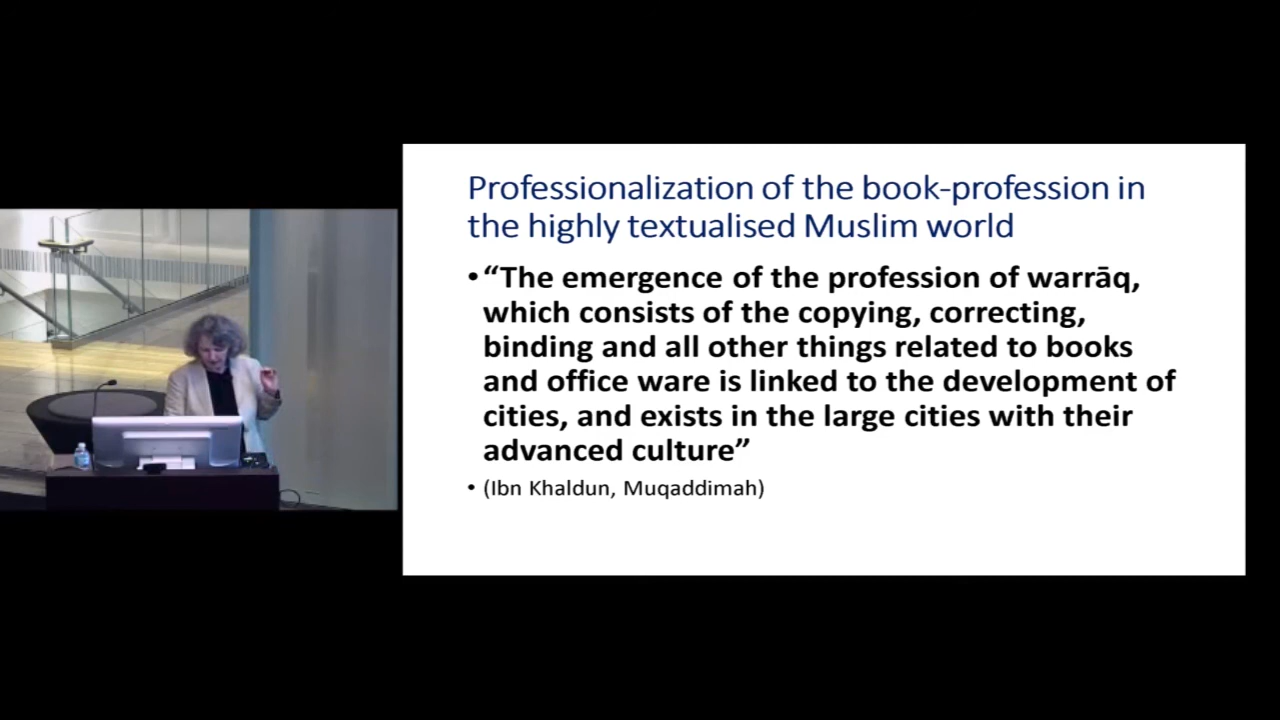 Professionalization of the book-profession in
the highly textualised Muslim world
•“The emergence of the profession of warrāq,
which consists of the copying, correcting,
binding and all other things related to books
and office ware is linked to the development of
cities, and exists in the large cities with their
advanced culture”
• (Ibn Khaldun, Muqaddimah)